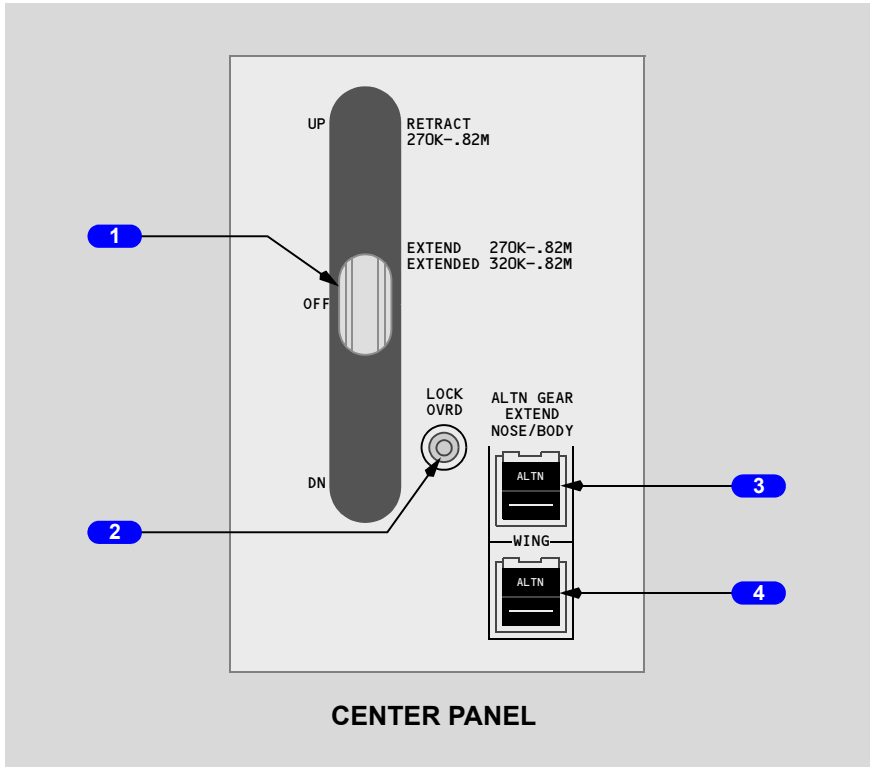 UP
RETRACT
270K-.82M
1
EXTEND 270K-.82M
EXTENDED 320K-.82M
OFF
LOCK
OVRD
ALTN GEAR
EXTEND
NOSE/BODY
DN
ALTN
3
2
WING
ALTN
4
CENTER PANEL